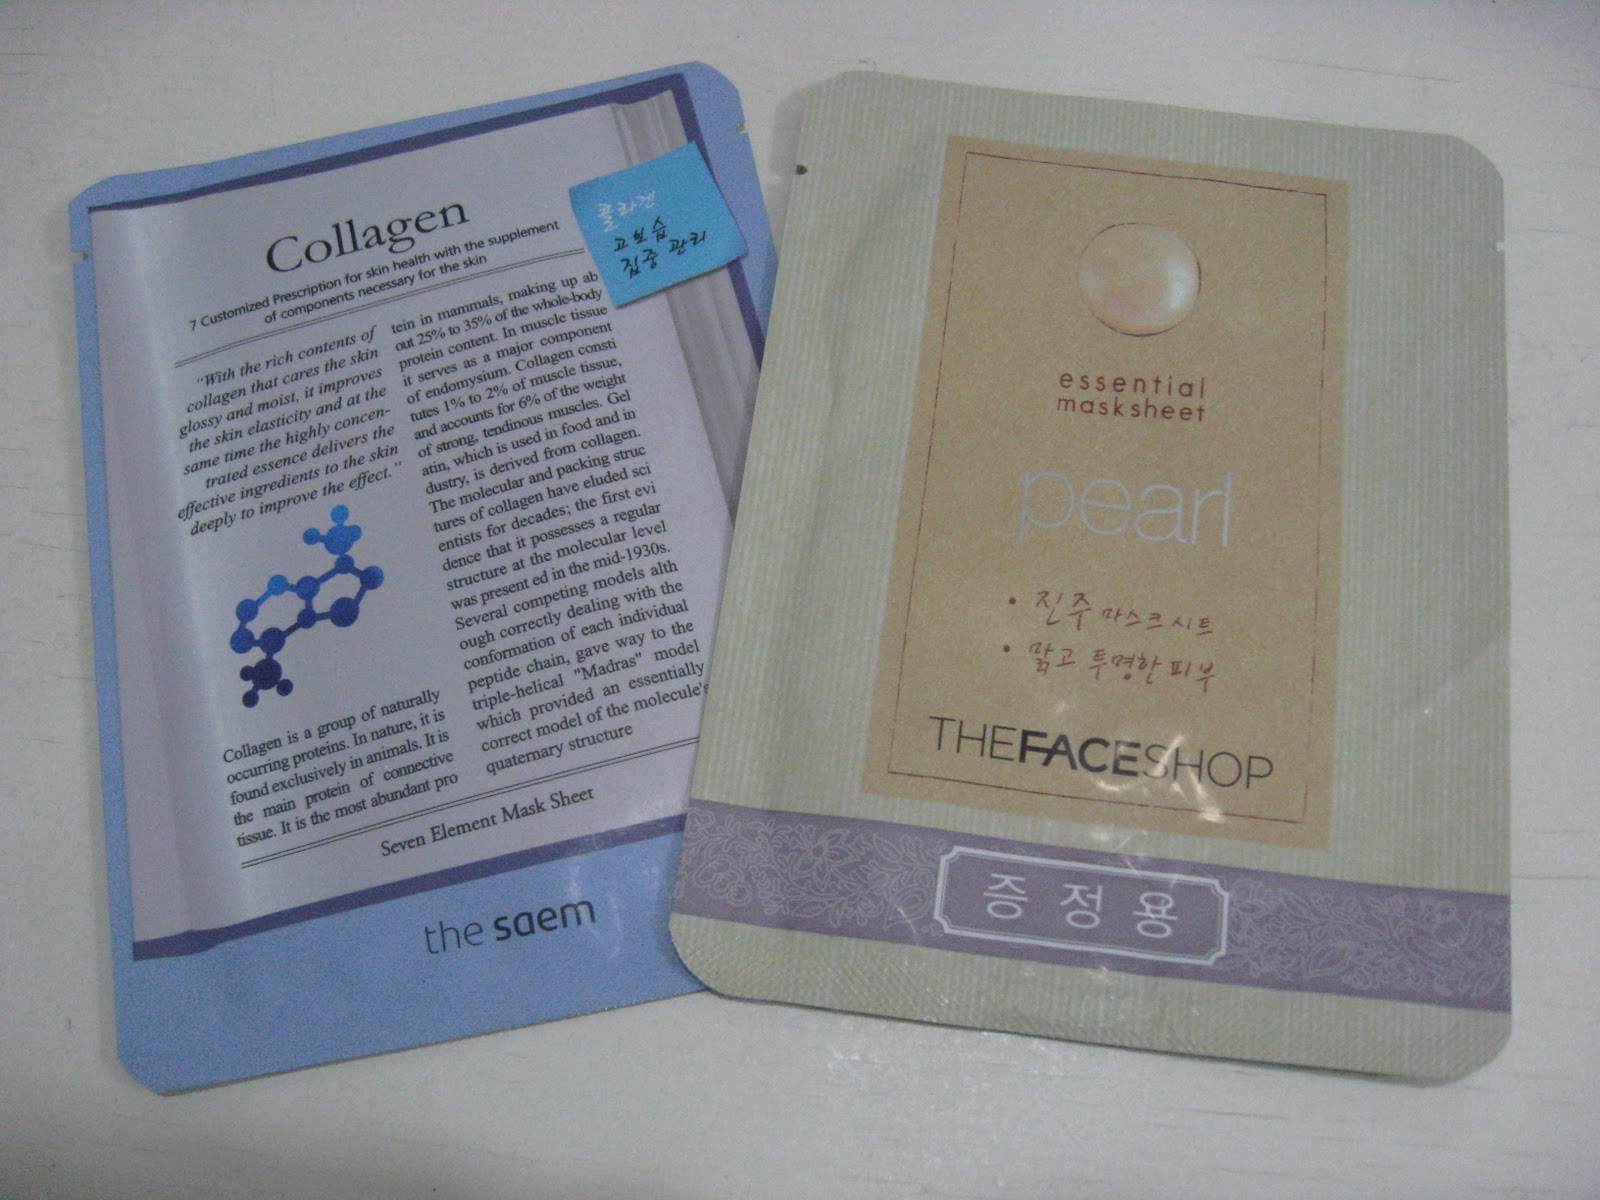 Collagen
7 Customized Prescription for skin health with the supplement
of components necessary for the skin
콜라겐
고보습
집중 관리
"With the rich contents of
collagen that cares the skin
glossy and moist, it improves
the skin elasticity and at the
same time the highly concen-
trated essence delivers the
effective ingredients to the skin
deeply to improve the effect."
Collagen is a group of naturally
occurring proteins. In nature, it is
found exclusively in animals. It is
the main protein of connective
tissue. It is the most abundant pro
tein in mammals, making up ab
out 25% to 35% of the whole-body
protein content. In muscle tissue
it serves as a major component
of endomysium. Collagen consti
tutes 1% to 2% of muscle tissue,
and accounts for 6% of the weight
of strong, tendinous muscles. Gel
atin, which is used in food and in
dustry, is derived from collagen.
The molecular and packing struc
tures of collagen have eluded sci
entists for decades; the first evi
dence that it possesses a regular
structure at the molecular level
was present ed in the mid-1930s.
Several competing models alth
ough correctly dealing with the
conformation of each individual
peptide chain, gave way to the
triple-helical "Madras" model
which provided an essentially
correct model of the molecule's
quaternary structure
Seven Element Mask Sheet
the saem
essential
masksheet
pearl
• 진주 마스크시트
• 맑고 투명한 피부
THEFACESHOP
증정용